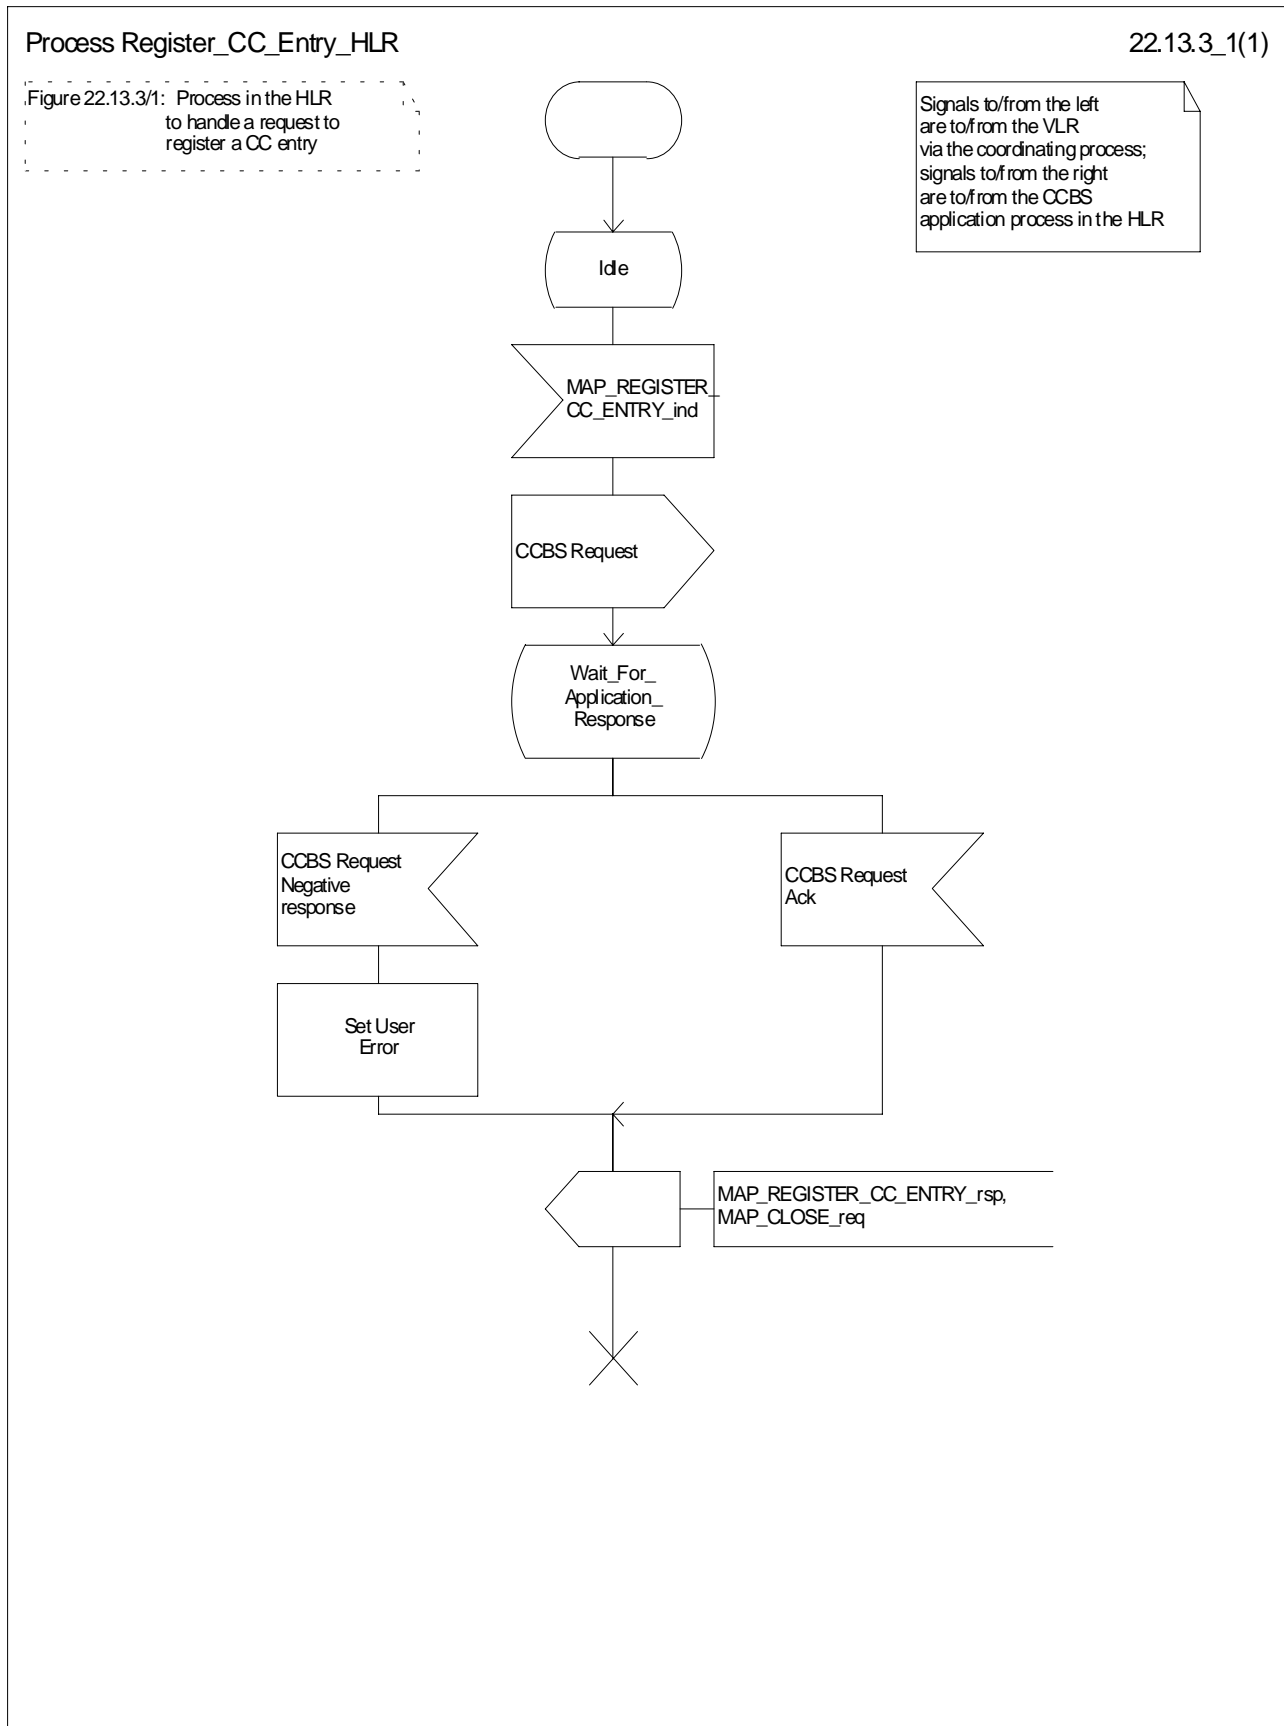 Process Register_CC_Entry_HLR
22.13.3_1(1)
Figure 22.13.3/1: Process in the HLR
to handle a request to
register a CC entry
Signals to/from the left
are to/from the VLR
via the coordinating process;
signals to/from the right
are to/from the CCBS
application process in the HLR
Idle
MAP_REGISTER_
CC_ENTRY_ind
CCBS Request
Wait_For_
Application_
Response
CCBS Request
Negative
response
CCBS Request
Ack
Set User
Error
MAP_REGISTER_CC_ENTRY_rsp,
MAP_CLOSE_req